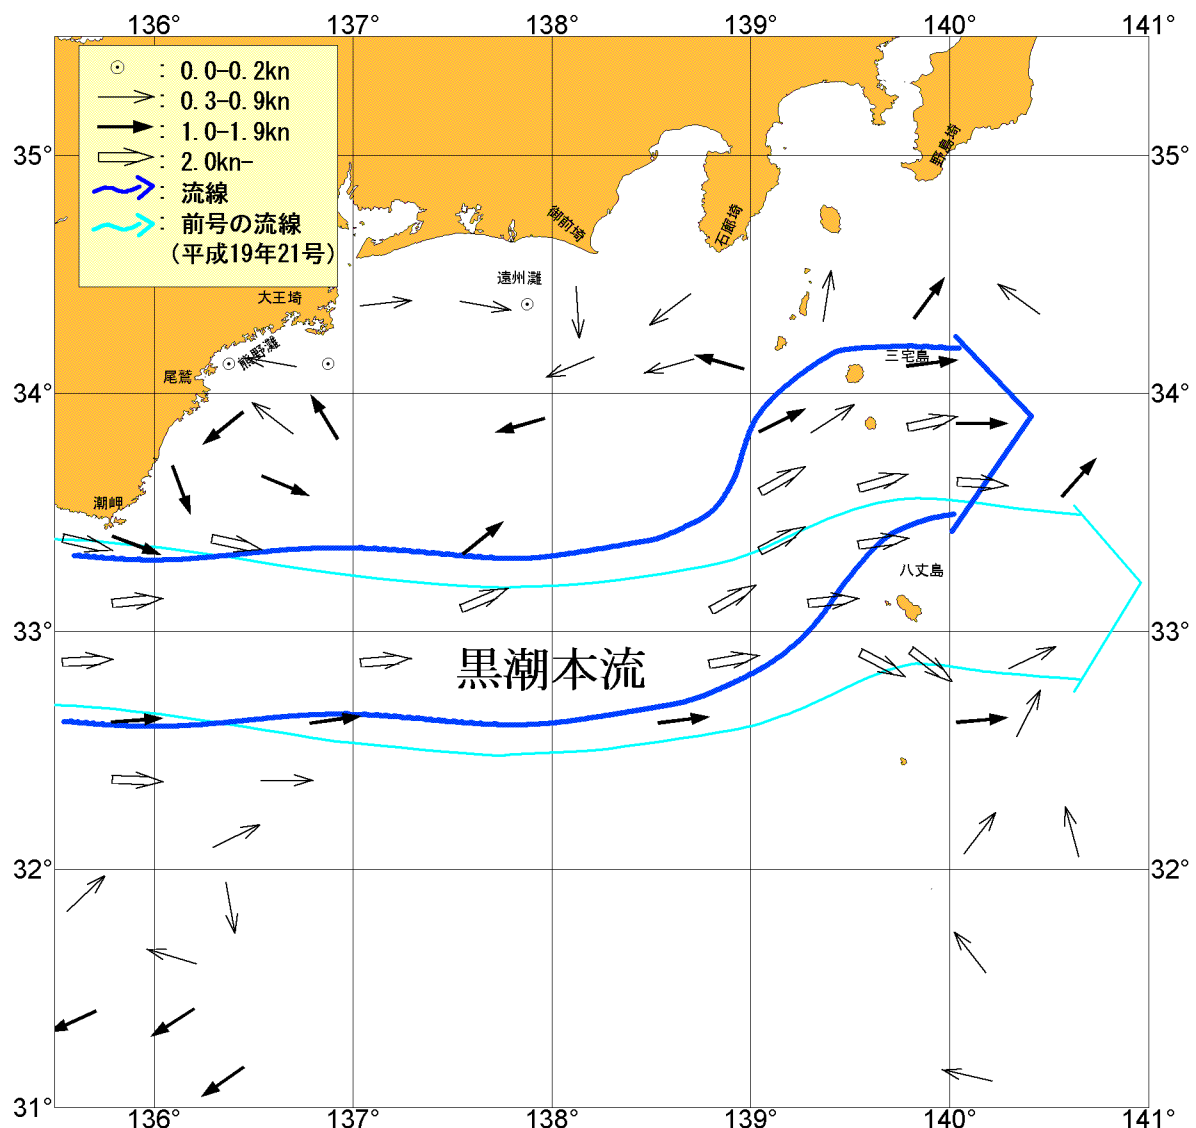 136° 137° 138° 139° 140° 141°
: 0.0-0.2kn
: 0.3-0.9kn
: 1.0-1.9kn
: 2.0kn-
: 流線
: 前号の流線
(平成19年21号)
35° 35°
野島埼
御前埼
石廊埼
遠州灘
大王埼
熊野灘
三宅島
尾鷲
34° 34°
潮岬
八丈島
33° 33°
黒潮本流
32° 32°
31° 31°
136° 137° 138° 139° 140° 141°